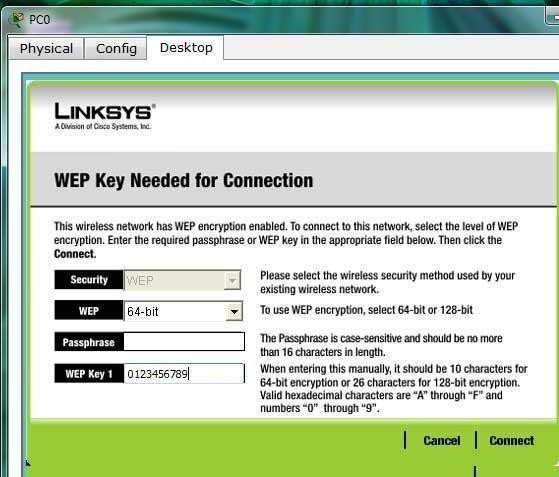 PC0
Physical Config Desktop
LINKSYS®
A Division of Cisco Systems, Inc.
WEP Key Needed for Connection
This wireless network has WEP encryption enabled. To connect to this network, select the level of WEP
encryption. Enter the required passphrase or WEP key in the appropriate field below. Then click the
Connect.
Security WEP
Please select the wireless security method used by your
existing wireless network.
WEP 64-bit
To use WEP encryption, select 64-bit or 128-bit
Passphrase
The Passphrase is case-sensitive and should be no more
than 16 characters in length.
WEP Key 1 0123456789
When entering this manually, it should be 10 characters for
64-bit encryption or 26 characters for 128-bit encryption.
Valid hexadecimal characters are “A” through “F” and
numbers “0” through “9”.
Cancel Connect